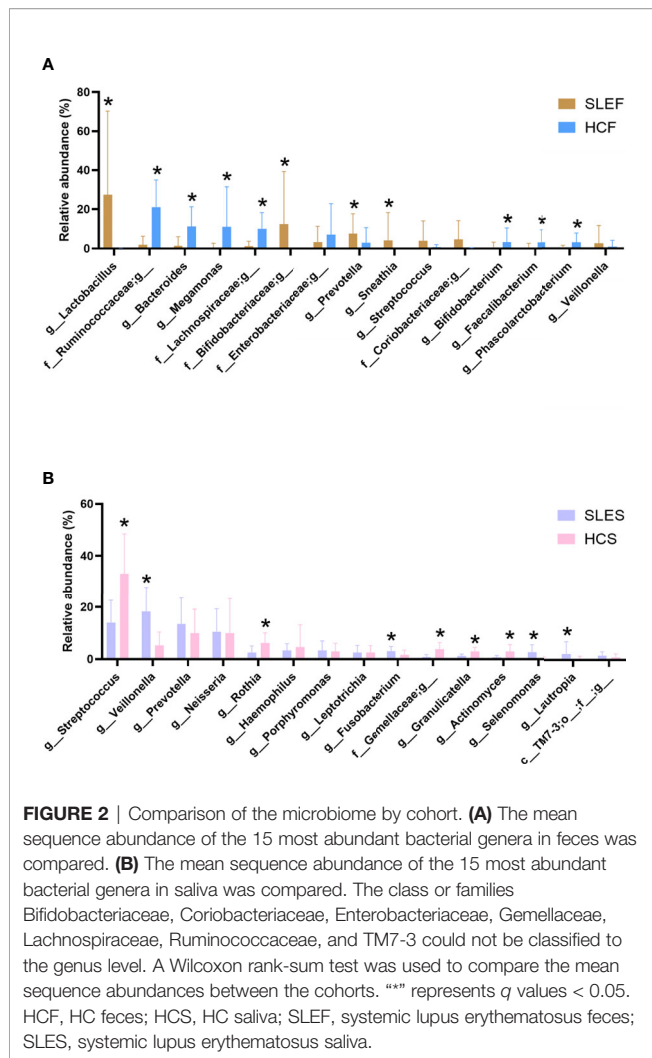 A
Relative abundance (%)
80
60
40
20
0
* * * * * * * * * * *
SLEF
HCF
g__Lactobacillus
f__Ruminococcaceae;g__
g__Bacteroides
g__Megamonas
f__Lachnospiraceae;g__
f__Bifidobacteriaceae;g__
f__Enterobacteriaceae;g__
g__Prevotella
g__Sneathia
g__Streptococcus
f__Coriobacteriaceae;g__
g__Bifidobacterium
g__Faecalibacterium
g__Phascolarctobacterium
g__Veillonella
B
Relative abundance (%)
60
40
20
0
* * * * * * * * *
SLES
HCS
g__Streptococcus
g__Veillonella
g__Prevotella
g__Neisseria
g__Rothia
g__Haemophilus
g__Porphyromonas
g__Leptotrichia
g__Fusobacterium
f__Gemellaceae;g__
g__Granulicatella
g__Actinomyces
g__Selenomonas
g__Lautropia
c__TM7-3;o__;f__;g__
FIGURE 2 | Comparison of the microbiome by cohort. (A) The mean
sequence abundance of the 15 most abundant bacterial genera in feces was
compared. (B) The mean sequence abundance of the 15 most abundant
bacterial genera in saliva was compared. The class or families
Bifidobacteriaceae, Coriobacteriaceae, Enterobacteriaceae, Gemellaceae,
Lachnospiraceae, Ruminococcaceae, and TM7-3 could not be classified to
the genus level. A Wilcoxon rank-sum test was used to compare the mean
sequence abundances between the cohorts. “*” represents q values < 0.05.
HCF, HC feces; HCS, HC saliva; SLEF, systemic lupus erythematosus feces;
SLES, systemic lupus erythematosus saliva.